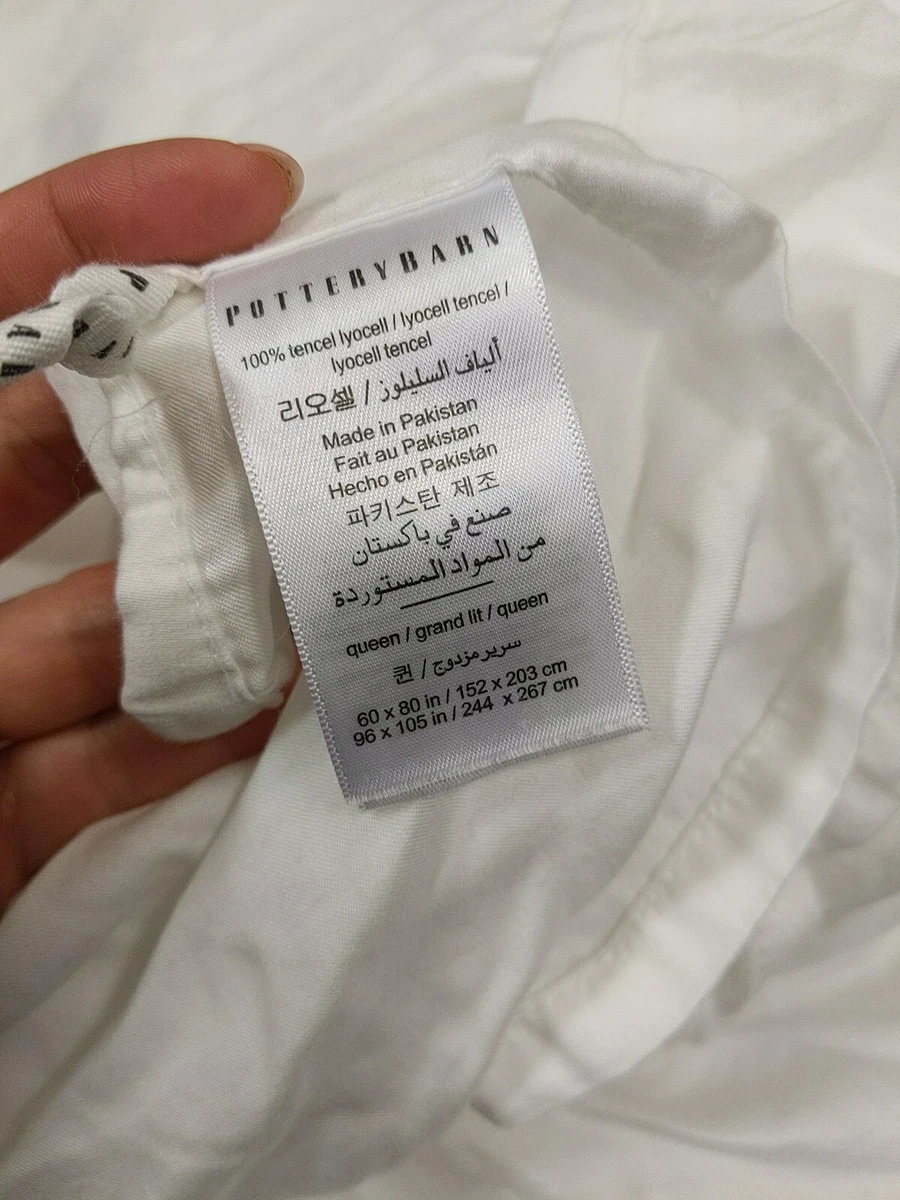 POTTERYBARN
100% tencel lyocell / lyocell tencel /
lyocell tencel
리오셀 / ألياف السليلوز
Made in Pakistan
Fait au Pakistan
Hecho en Pakistán
파키스탄 제조
صنع في باكستان
من المواد المستوردة
queen / grand lit / queen
퀸 / سرير مزدوج
60 x 80 in / 152 x 203 cm
96 x 105 in / 244 x 267 cm